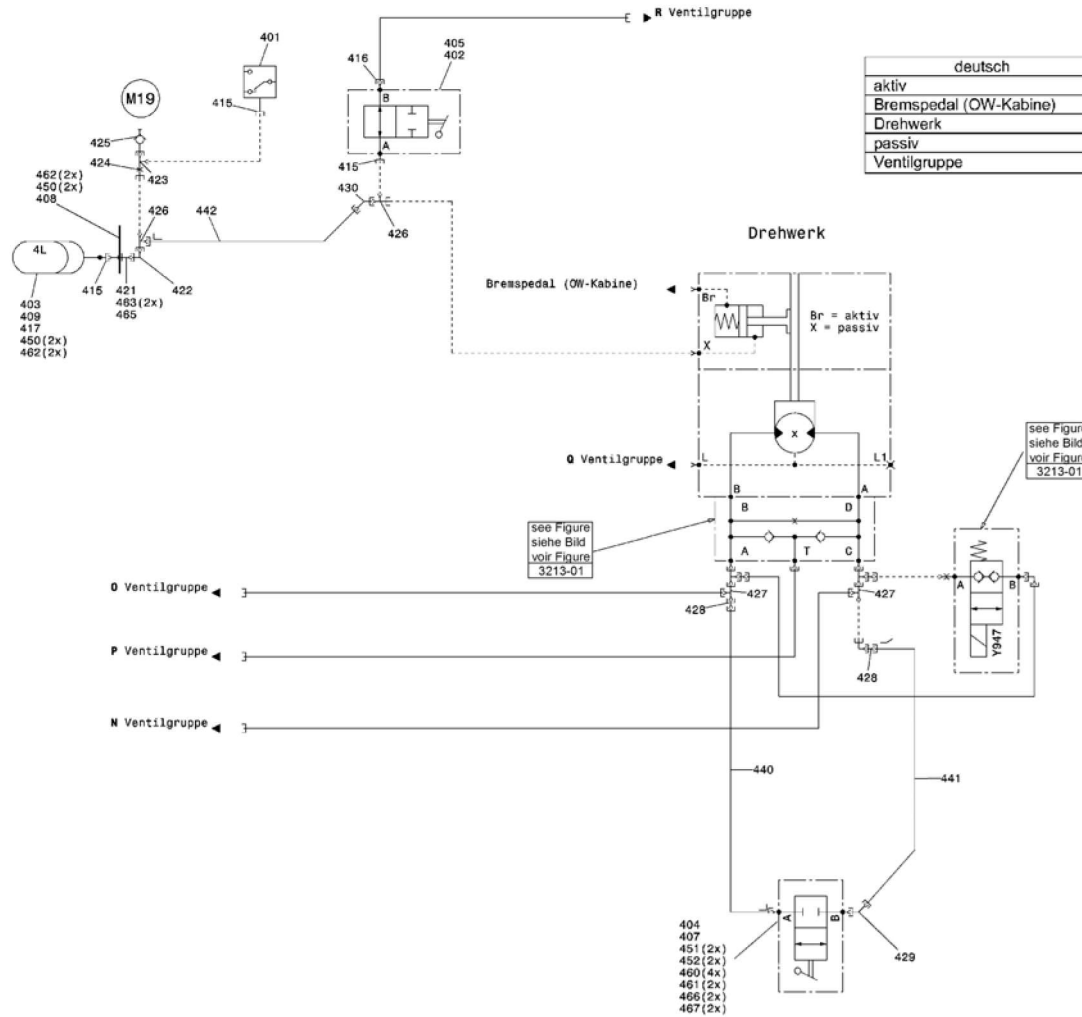 R Ventilgruppe
401
405
402
416
415
M19
B
A
425
424
423
415
462(2x)
450(2x)
408
426
442
430
426
4L
415
421
463(2x)
465
422
403
409
417
450(2x)
462(2x)
deutsch
aktiv
Bremspedal (OW-Kabine)
Drehwerk
passiv
Ventilgruppe
Drehwerk
Bremspedal (OW-Kabine)
Br
Br = aktiv
X = passiv
X
x
Q Ventilgruppe
L
L1
B
A
B
D
A
T
C
see Figure
siehe Bild
voir Figure
3213-01
see Figure
siehe Bild
voir Figure
3213-01
A
B
Y947
O Ventilgruppe
427
427
428
P Ventilgruppe
428
N Ventilgruppe
440
441
A
B
404
407
451(2x)
452(2x)
460(4x)
461(2x)
466(2x)
467(2x)
429